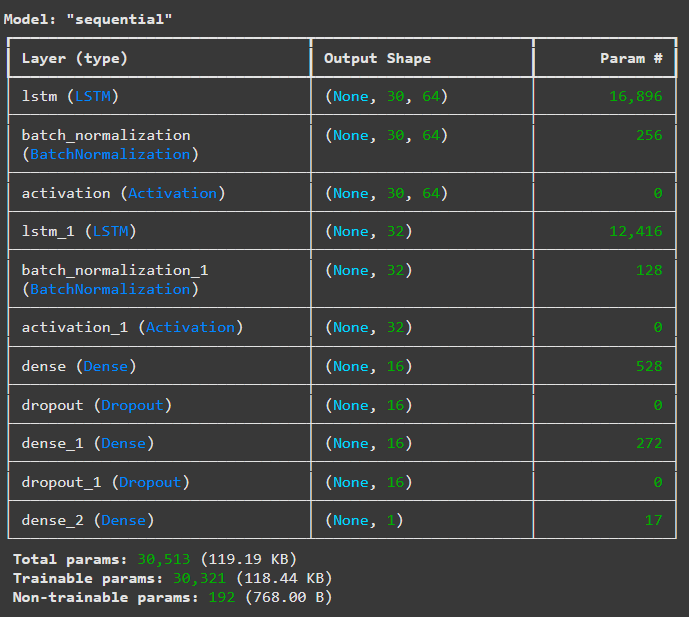 Model: "sequential"
Layer (type) Output Shape Param #
lstm (LSTM) (None, 30, 64) 16,896
batch_normalization (None, 30, 64) 256
(BatchNormalization)
activation (Activation) (None, 30, 64) 0
lstm_1 (LSTM) (None, 32) 12,416
batch_normalization_1 (None, 32) 128
(BatchNormalization)
activation_1 (Activation) (None, 32) 0
dense (Dense) (None, 16) 528
dropout (Dropout) (None, 16) 0
dense_1 (Dense) (None, 16) 272
dropout_1 (Dropout) (None, 16) 0
dense_2 (Dense) (None, 1) 17
Total params: 30,513 (119.19 KB)
Trainable params: 30,321 (118.44 KB)
Non-trainable params: 192 (768.00 B)